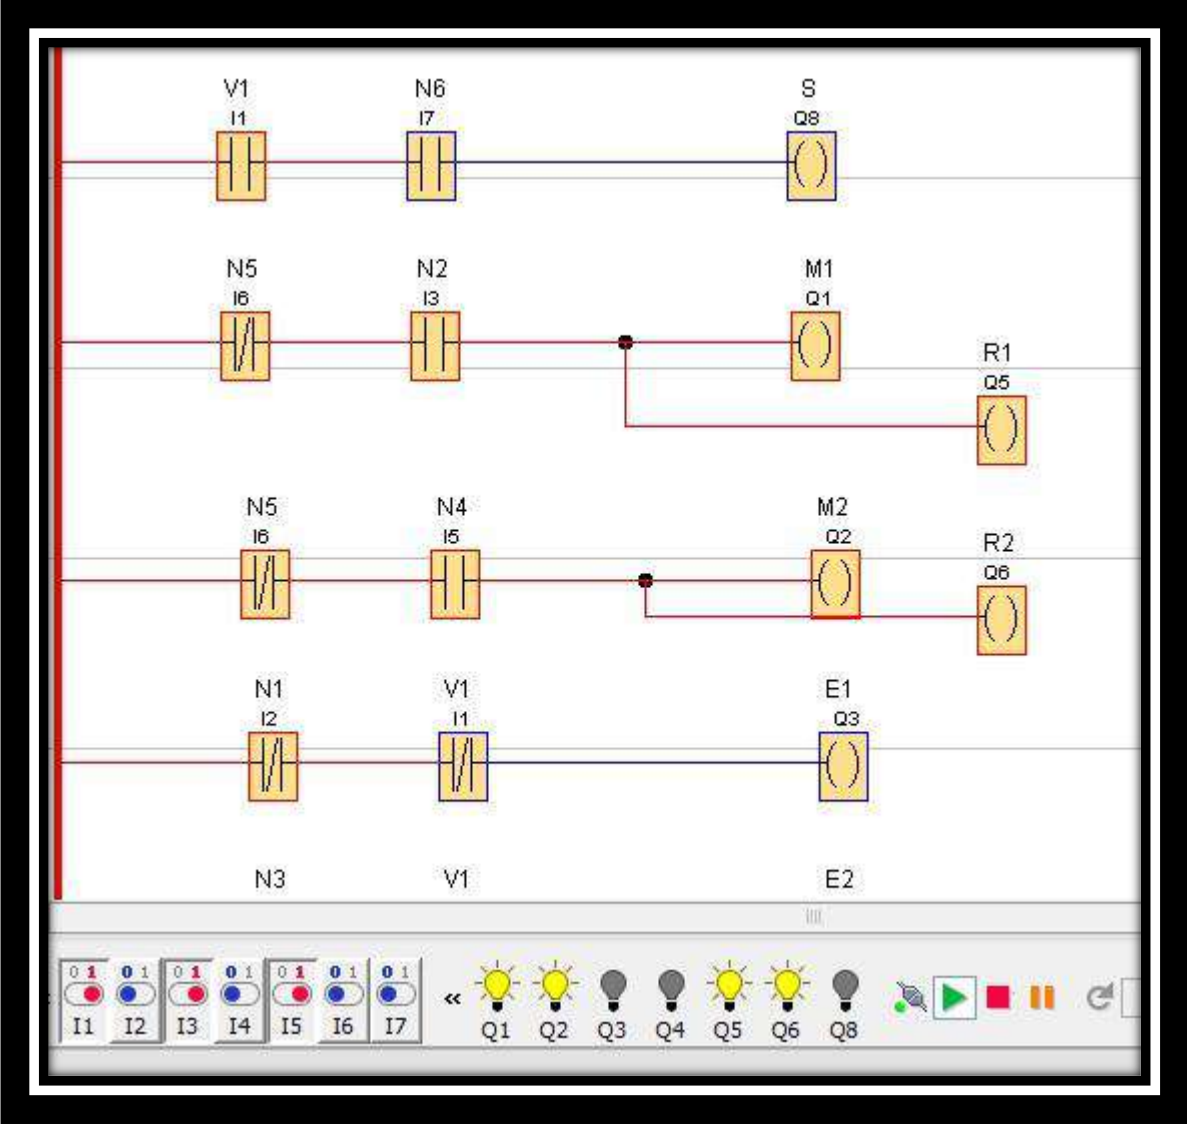 V1 N6 S
I1 I7 Q8
N5 N2 M1
I6 I3 Q1
R1
Q5
N5 N4 M2
I6 I5 Q2
R2
Q6
N1 V1 E1
I2 I1 Q3
N3 V1 E2
0 1 0 1 0 1 0 1 0 1 0 1 0 1
I1 I2 I3 I4 I5 I6 I7 « Q1 Q2 Q3 Q4 Q5 Q6 Q8